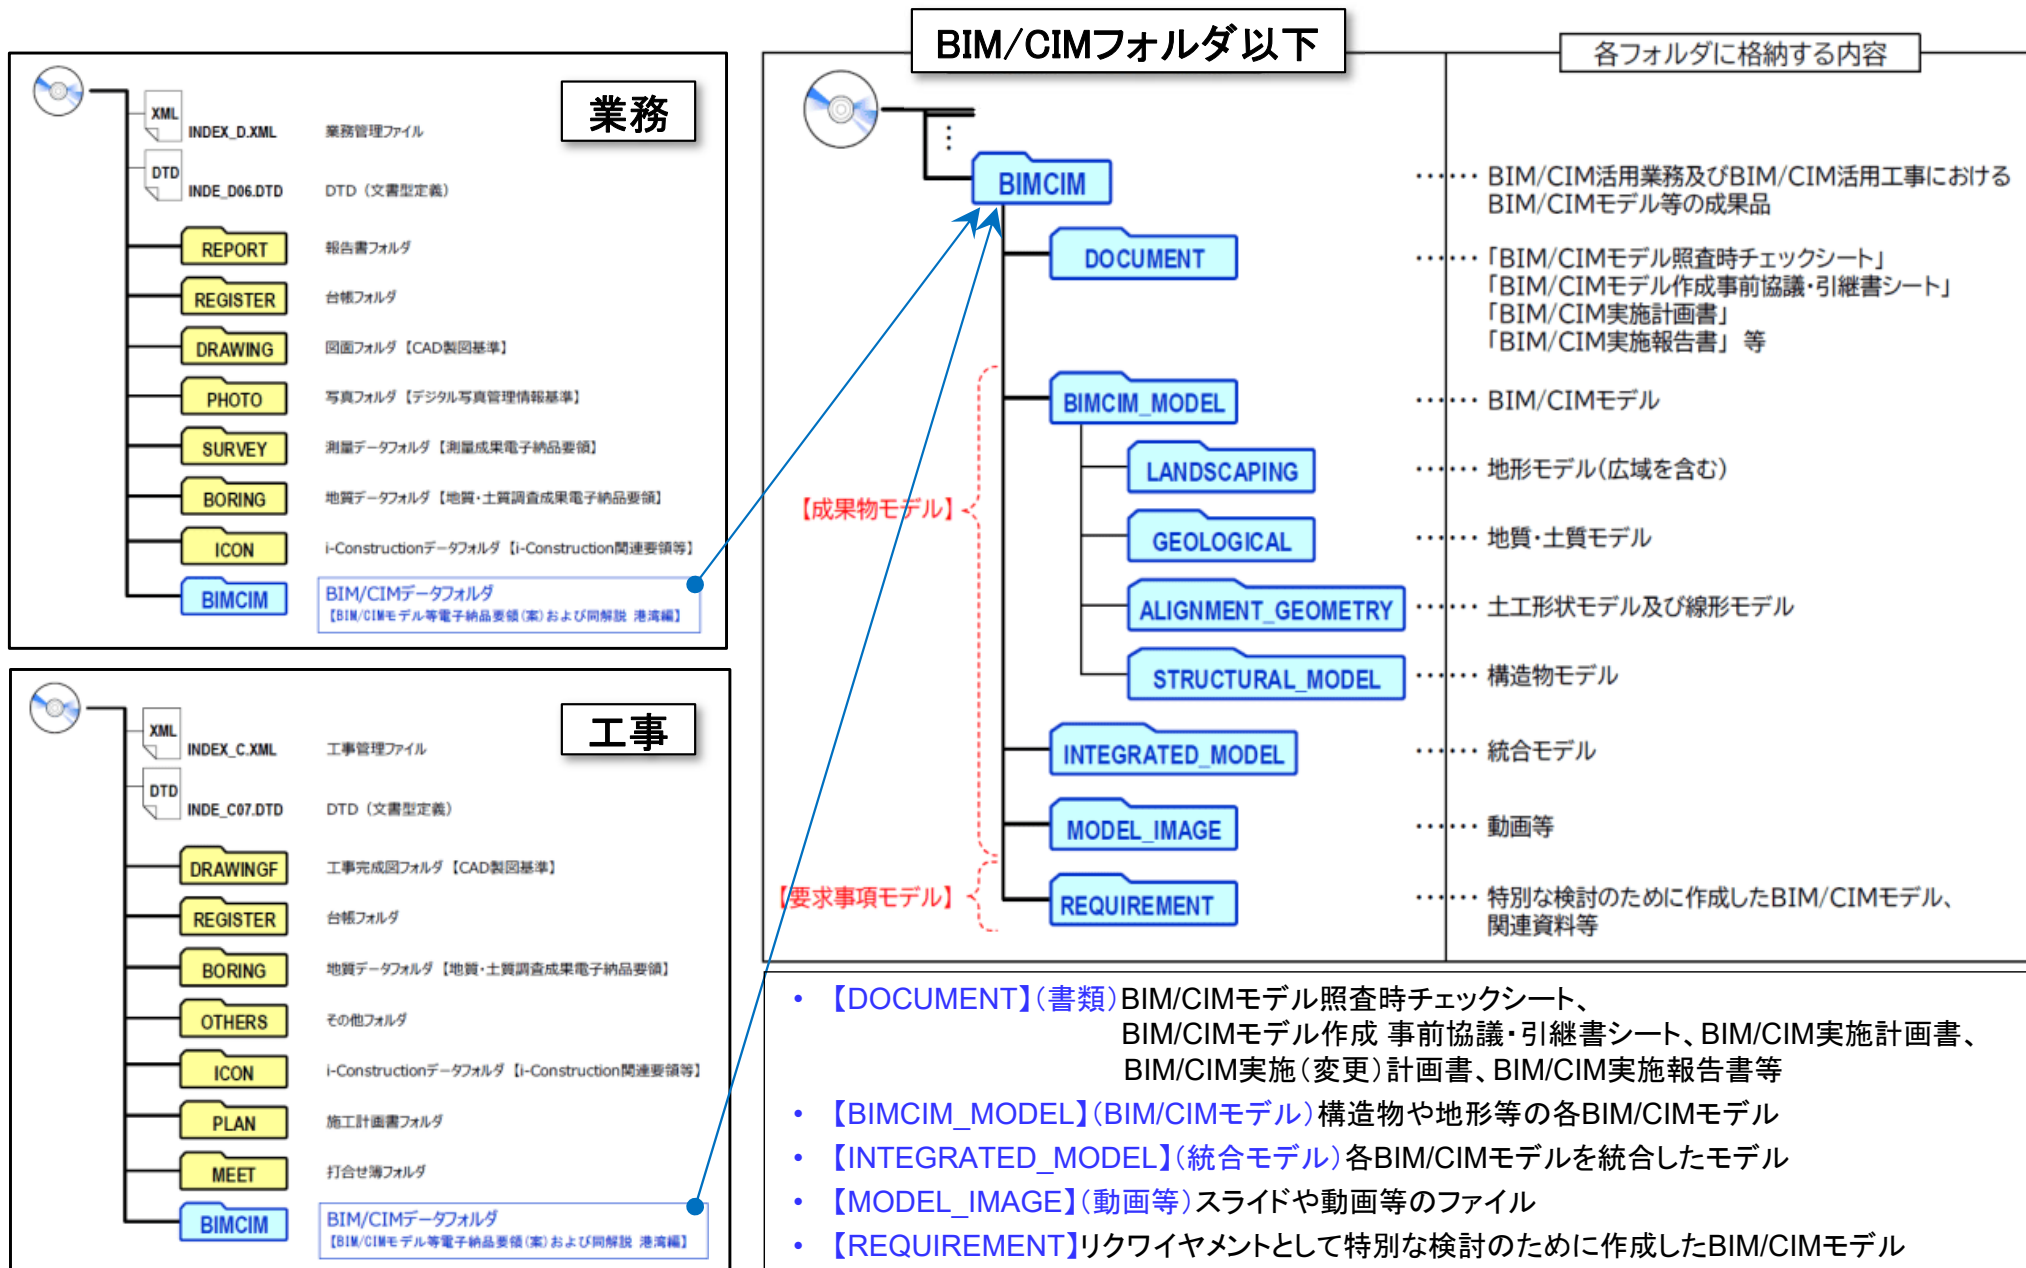 業務
XML
INDEX_D.XML 業務管理ファイル
DTD
INDE_D06.DTD DTD（文書型定義）
REPORT 報告書フォルダ
REGISTER 台帳フォルダ
DRAWING 図面フォルダ【CAD製図基準】
PHOTO 写真フォルダ【デジタル写真管理情報基準】
SURVEY 測量データフォルダ【測量成果電子納品要領】
BORING 地質データフォルダ【地質・土質調査成果電子納品要領】
ICON i-Constructionデータフォルダ【i-Construction関連要領等】
BIMCIM BIM/CIMデータフォルダ
【BIM/CIMモデル等電子納品要領（案）および同解説 港湾編】
工事
XML
INDEX_C.XML 工事管理ファイル
DTD
INDE_C07.DTD DTD（文書型定義）
DRAWINGF 工事完成図フォルダ【CAD製図基準】
REGISTER 台帳フォルダ
BORING 地質データフォルダ【地質・土質調査成果電子納品要領】
OTHERS その他フォルダ
ICON i-Constructionデータフォルダ【i-Construction関連要領等】
PLAN 施工計画書フォルダ
MEET 打合せ簿フォルダ
BIMCIM BIM/CIMデータフォルダ
【BIM/CIMモデル等電子納品要領（案）および同解説 港湾編】
BIM/CIMフォルダ以下
各フォルダに格納する内容
⋮
BIMCIM ‥‥‥ BIM/CIM活用業務及びBIM/CIM活用工事における
BIM/CIMモデル等の成果品
DOCUMENT ‥‥‥ 「BIM/CIMモデル照査時チェックシート」
「BIM/CIMモデル作成事前協議・引継書シート」
「BIM/CIM実施計画書」
「BIM/CIM実施報告書」 等
BIMCIM_MODEL ‥‥‥ BIM/CIMモデル
LANDSCAPING ‥‥‥ 地形モデル（広域を含む）
【成果物モデル】
GEOLOGICAL ‥‥‥ 地質・土質モデル
ALIGNMENT_GEOMETRY ‥‥‥ 土工形状モデル及び線形モデル
STRUCTURAL_MODEL ‥‥‥ 構造物モデル
INTEGRATED_MODEL ‥‥‥ 統合モデル
MODEL_IMAGE ‥‥‥ 動画等
【要求事項モデル】
REQUIREMENT ‥‥‥ 特別な検討のために作成したBIM/CIMモデル、
関連資料等
• 【DOCUMENT】（書類）BIM/CIMモデル照査時チェックシート、
BIM/CIMモデル作成 事前協議・引継書シート、BIM/CIM実施計画書、
BIM/CIM実施（変更）計画書、BIM/CIM実施報告書等
• 【BIMCIM_MODEL】（BIM/CIMモデル）構造物や地形等の各BIM/CIMモデル
• 【INTEGRATED_MODEL】（統合モデル）各BIM/CIMモデルを統合したモデル
• 【MODEL_IMAGE】（動画等）スライドや動画等のファイル
• 【REQUIREMENT】リクワイヤメントとして特別な検討のために作成したBIM/CIMモデル